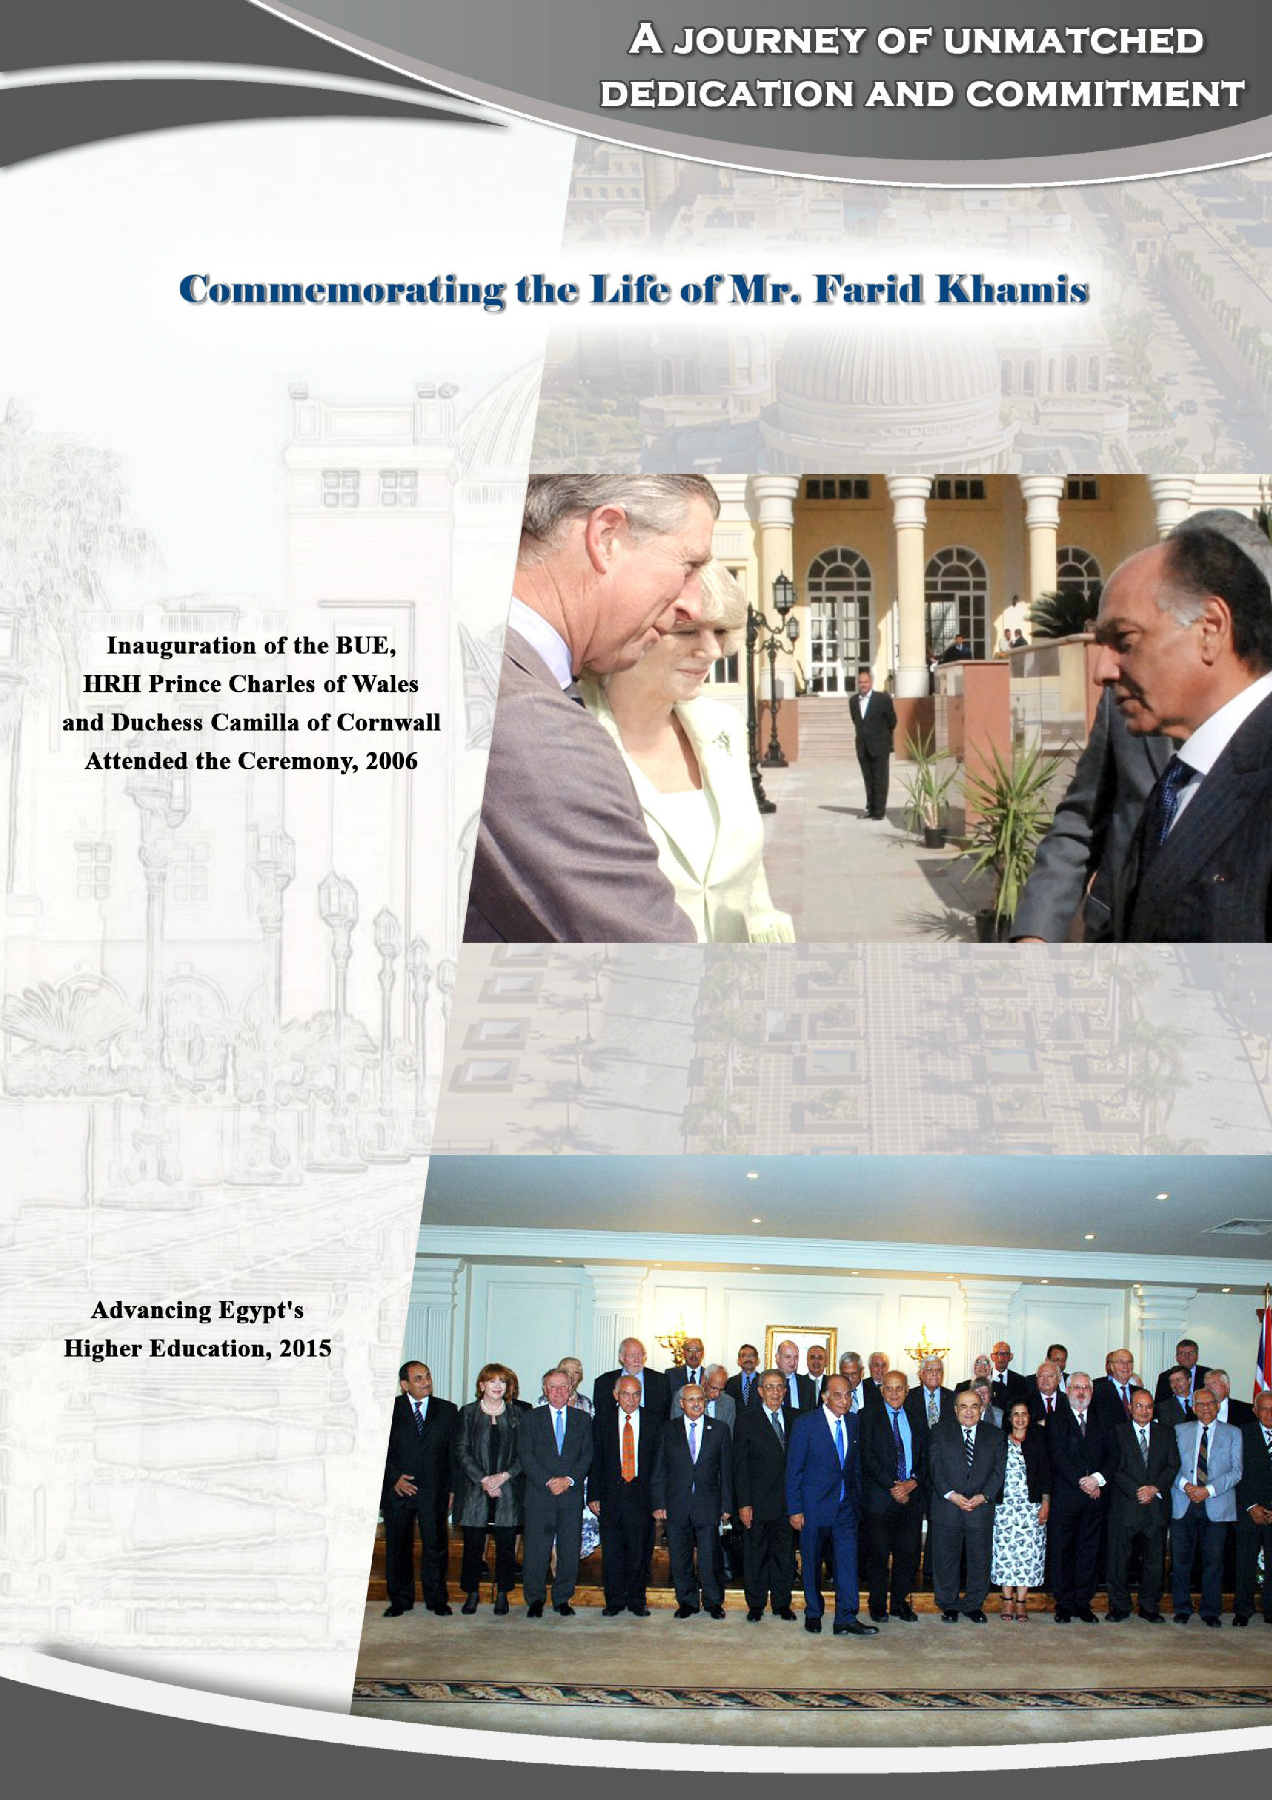 A JOURNEY OF UNMATCHED
DEDICATION AND COMMITMENT
Commemorating the Life of Mr. Farid Khamis
Inauguration of the BUE,
HRH Prince Charles of Wales
and Duchess Camilla of Cornwall
Attended the Ceremony, 2006
Advancing Egypt's
Higher Education, 2015